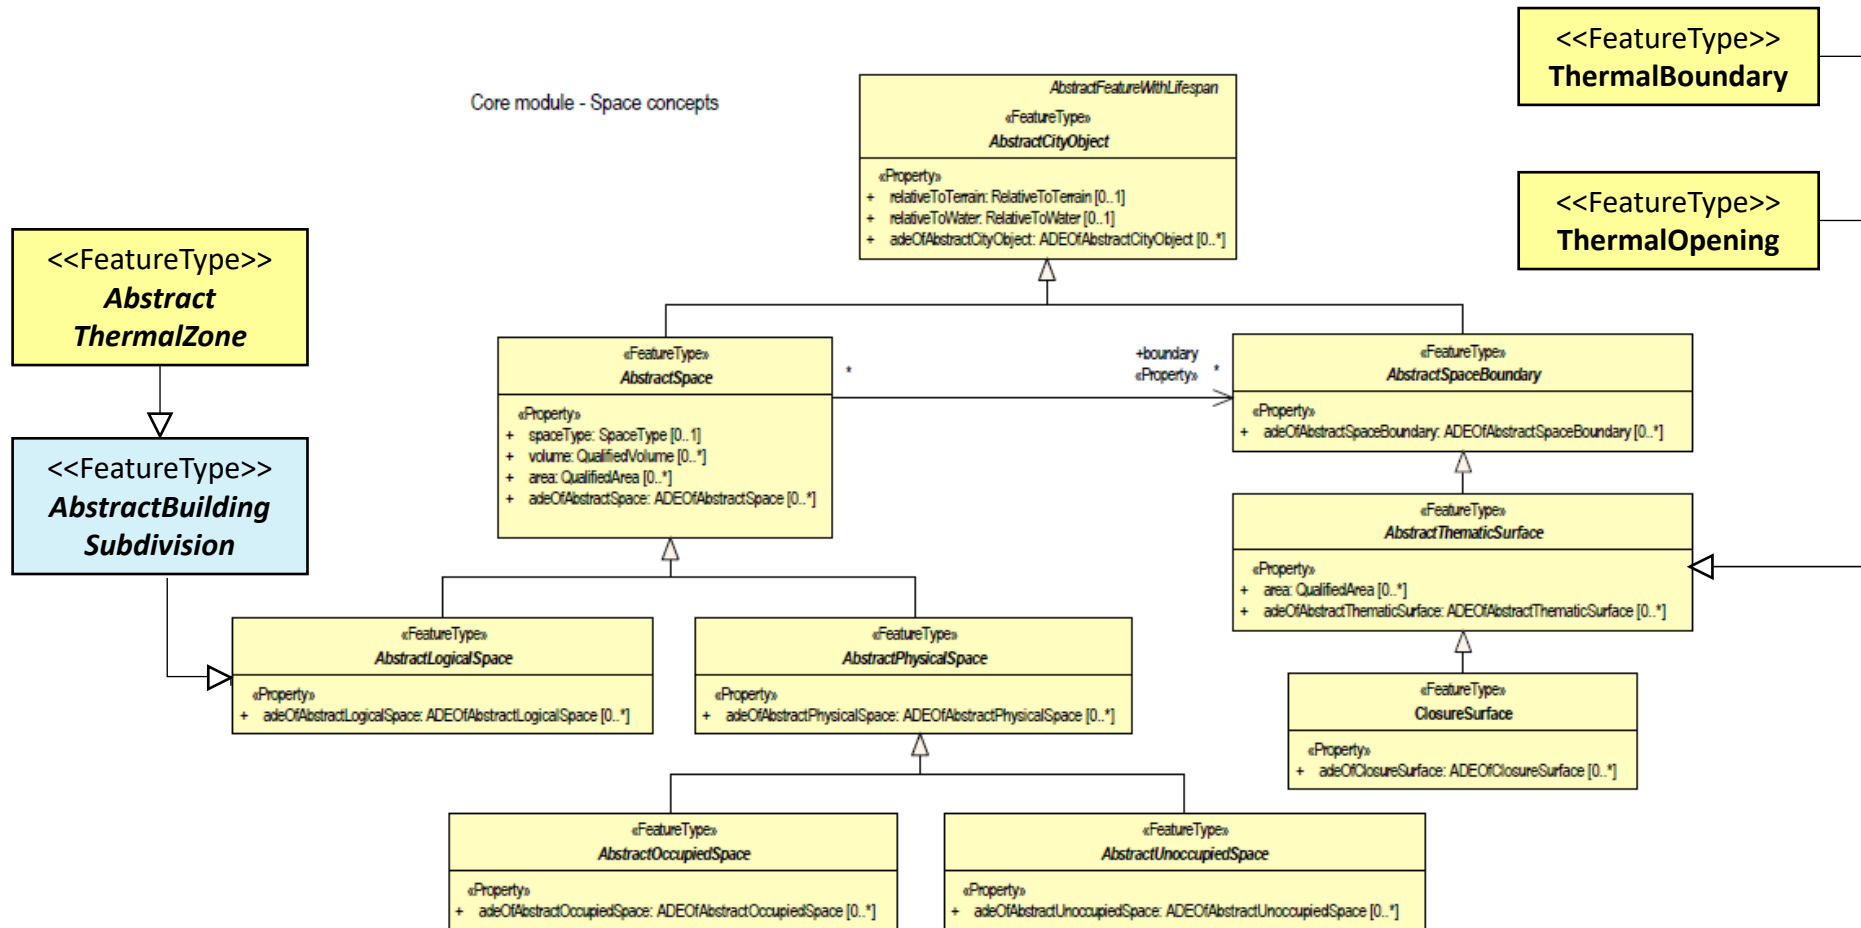 Core module - Space concepts
AbstractFeatureWithLifespan
«FeatureType»
AbstractCityObject
«Property»
+ relativeToTerrain: RelativeToTerrain [0..1]
+ relativeToWater: RelativeToWater [0..1]
+ adeOfAbstractCityObject: ADEOfAbstractCityObject [0..*]
<<FeatureType>>
ThermalBoundary
<<FeatureType>>
ThermalOpening
<<FeatureType>>
Abstract
ThermalZone
<<FeatureType>>
AbstractBuilding
Subdivision
«FeatureType»
AbstractSpace
«Property»
+ spaceType: SpaceType [0..1]
+ volume: QualifiedVolume [0..*]
+ area: QualifiedArea [0..*]
+ adeOfAbstractSpace: ADEOfAbstractSpace [0..*]
*
+boundary
«Property» *
«FeatureType»
AbstractSpaceBoundary
«Property»
+ adeOfAbstractSpaceBoundary: ADEOfAbstractSpaceBoundary [0..*]
«FeatureType»
AbstractThematicSurface
«Property»
+ area: QualifiedArea [0..*]
+ adeOfAbstractThematicSurface: ADEOfAbstractThematicSurface [0..*]
«FeatureType»
AbstractLogicalSpace
«Property»
+ adeOfAbstractLogicalSpace: ADEOfAbstractLogicalSpace [0..*]
«FeatureType»
AbstractPhysicalSpace
«Property»
+ adeOfAbstractPhysicalSpace: ADEOfAbstractPhysicalSpace [0..*]
«FeatureType»
ClosureSurface
«Property»
+ adeOfClosureSurface: ADEOfClosureSurface [0..*]
«FeatureType»
AbstractOccupiedSpace
«Property»
+ adeOfAbstractOccupiedSpace: ADEOfAbstractOccupiedSpace [0..*]
«FeatureType»
AbstractUnoccupiedSpace
«Property»
+ adeOfAbstractUnoccupiedSpace: ADEOfAbstractUnoccupiedSpace [0..*]